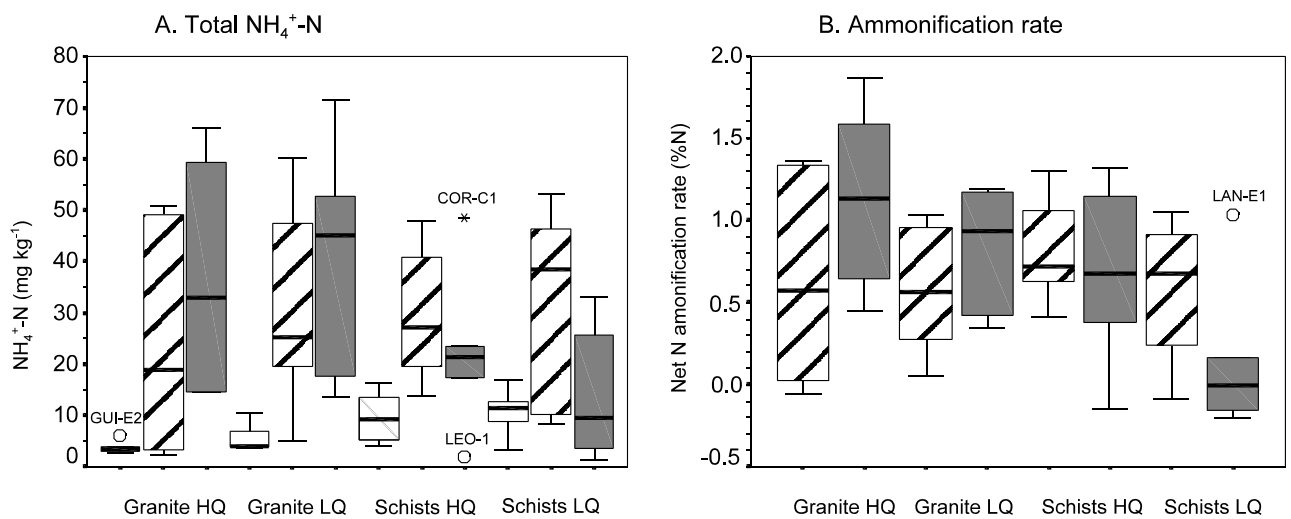 A. Total NH₄⁺-N
NH₄⁺-N (mg kg⁻¹)
80
70
60
50
40
30
20
10
0
GUI-E2
COR-C1
LEO-1
Granite HQ
Granite LQ
Schists HQ
Schists LQ
B. Ammonification rate
Net N amonification rate (%N)
2.0
1.5
1.0
0.5
0.0
-0.5
LAN-E1
Granite HQ
Granite LQ
Schists HQ
Schists LQ